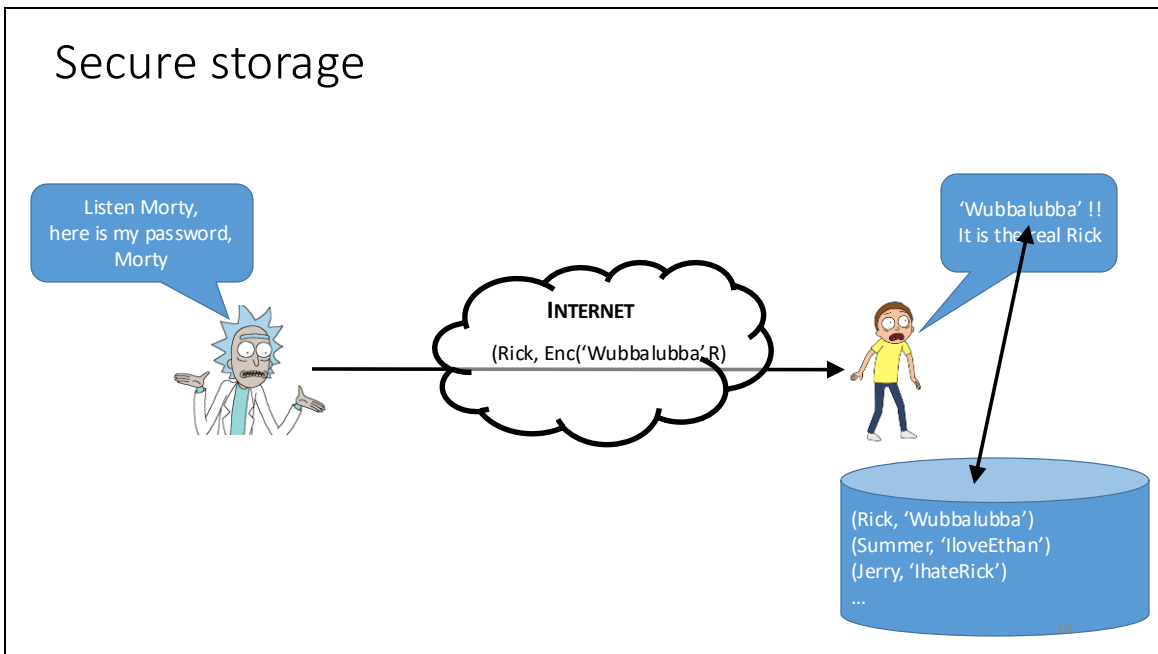 Secure storage
Listen Morty,
here is my password,
Morty
‘Wubbalubba’ !!
It is the real Rick
INTERNET
(Rick, Enc(‘Wubbalubba’,R)
(Rick, ‘Wubbalubba’)
(Summer, ‘IloveEthan’)
(Jerry, ‘IhateRick’)
...
20